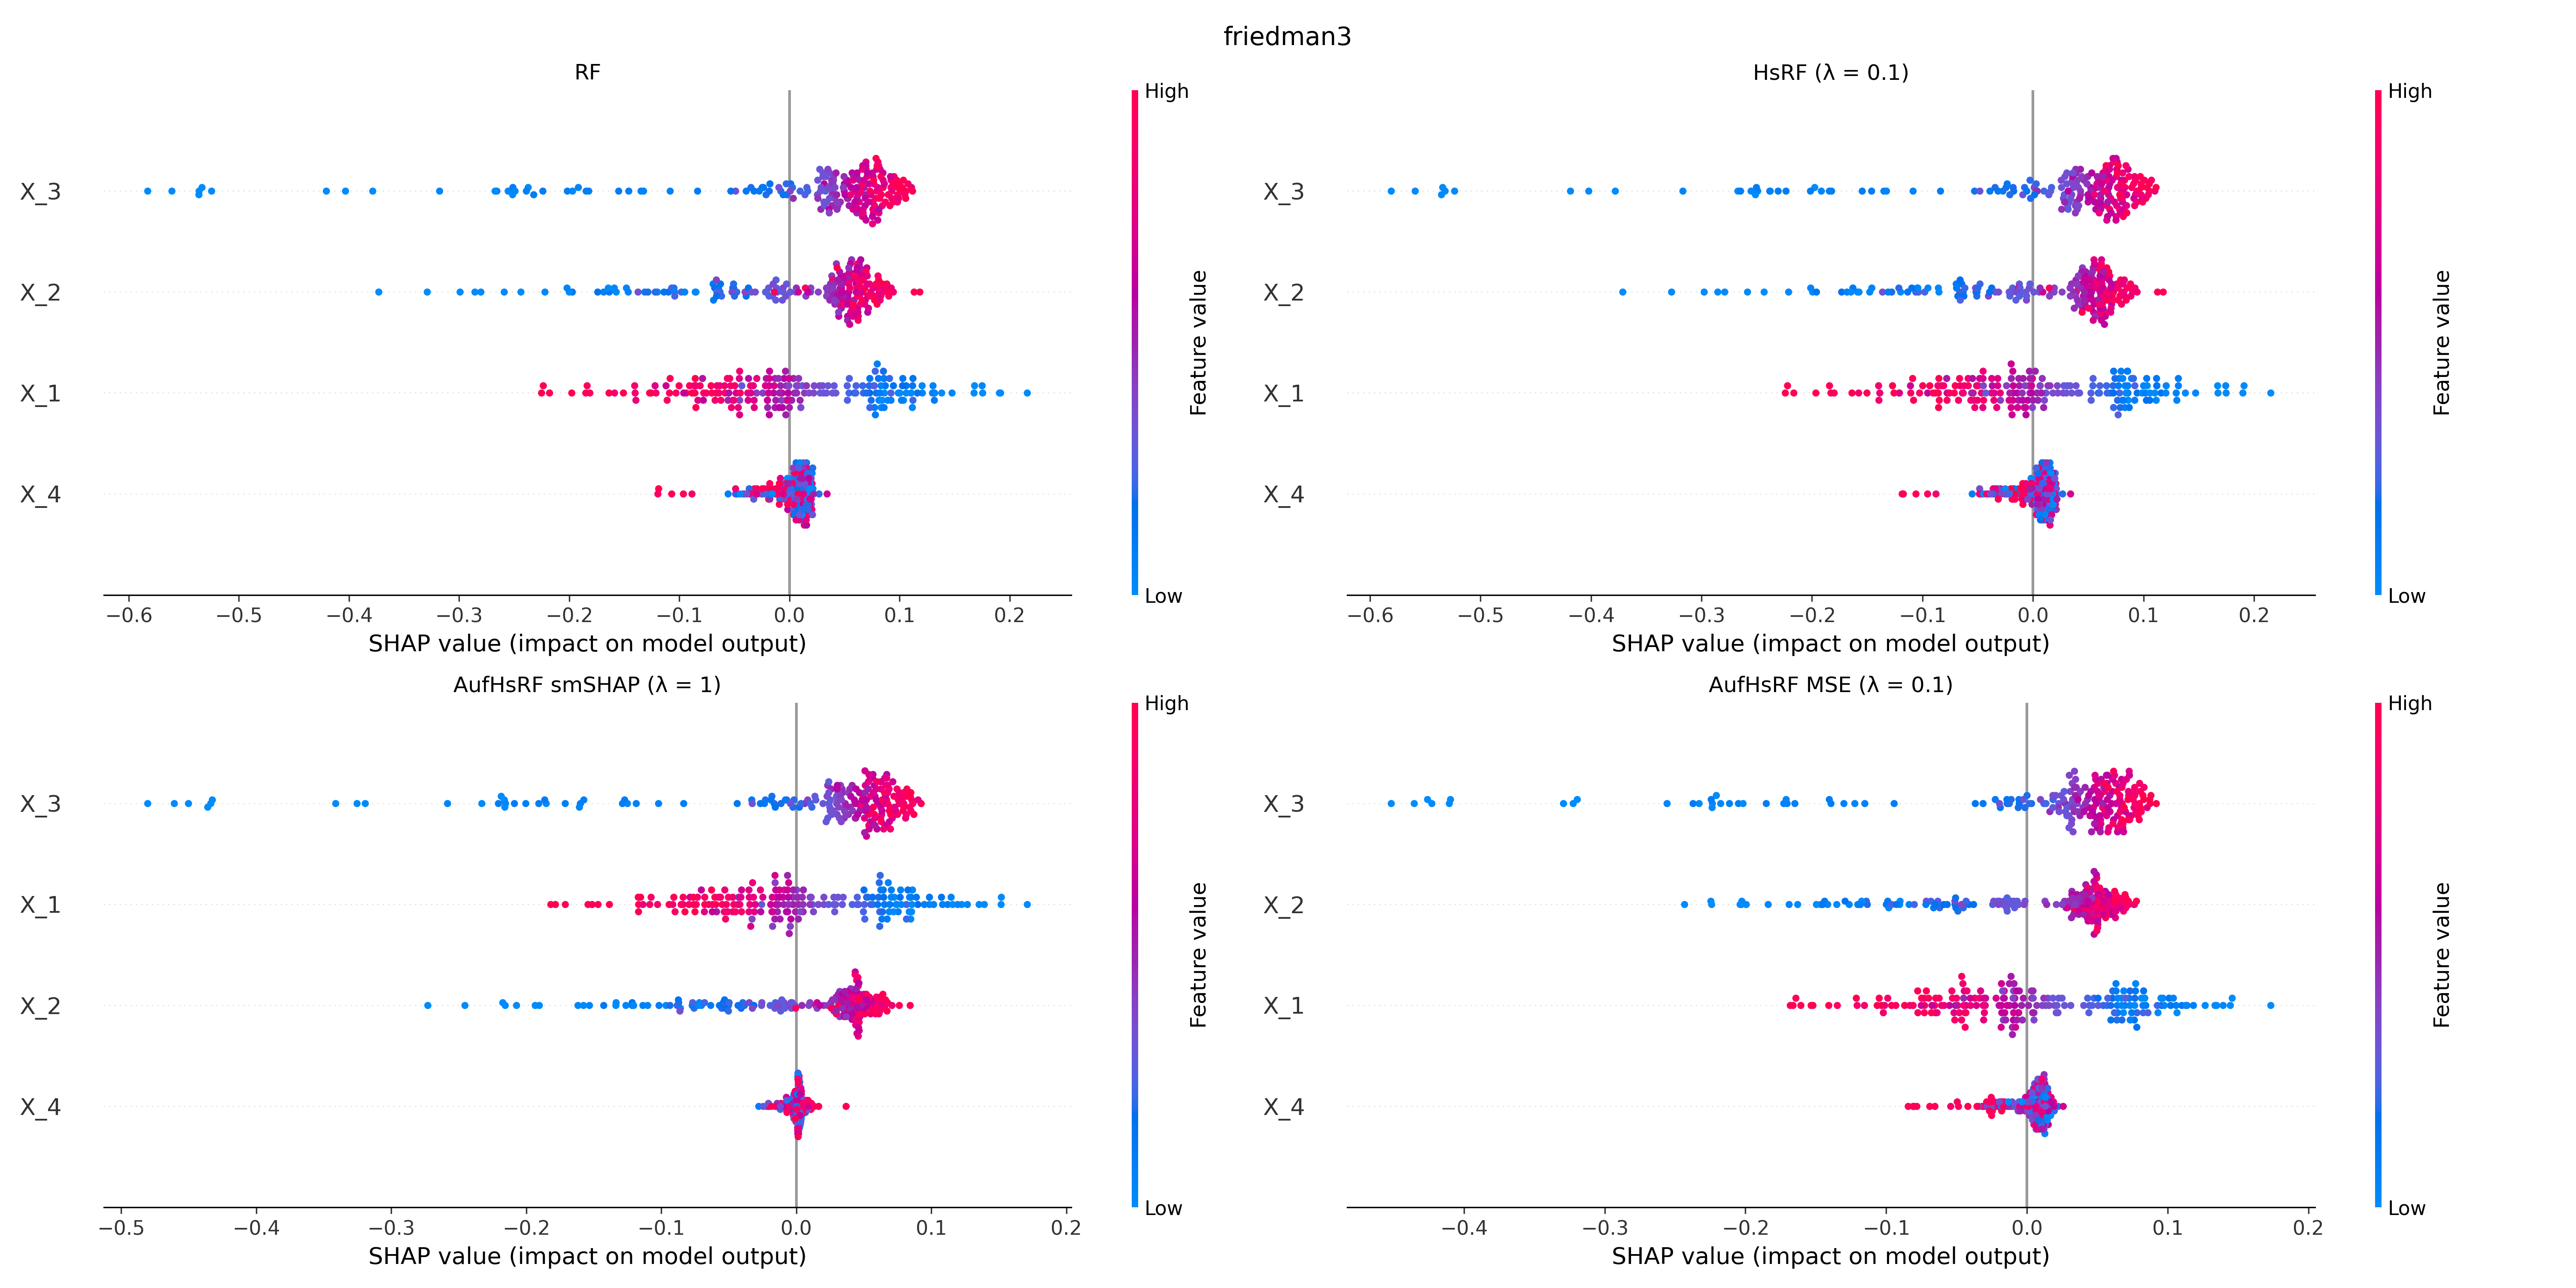 friedman3
RF
High
X_3
X_2
X_1
X_4
Feature value
Low
−0.6 −0.5 −0.4 −0.3 −0.2 −0.1 0.0 0.1 0.2
SHAP value (impact on model output)
HsRF (λ = 0.1)
High
X_3
X_2
X_1
X_4
Feature value
Low
−0.6 −0.5 −0.4 −0.3 −0.2 −0.1 0.0 0.1 0.2
SHAP value (impact on model output)
AufHsRF smSHAP (λ = 1)
High
X_3
X_1
X_2
X_4
Feature value
Low
−0.5 −0.4 −0.3 −0.2 −0.1 0.0 0.1 0.2
SHAP value (impact on model output)
AufHsRF MSE (λ = 0.1)
High
X_3
X_2
X_1
X_4
Feature value
Low
−0.4 −0.3 −0.2 −0.1 0.0 0.1 0.2
SHAP value (impact on model output)